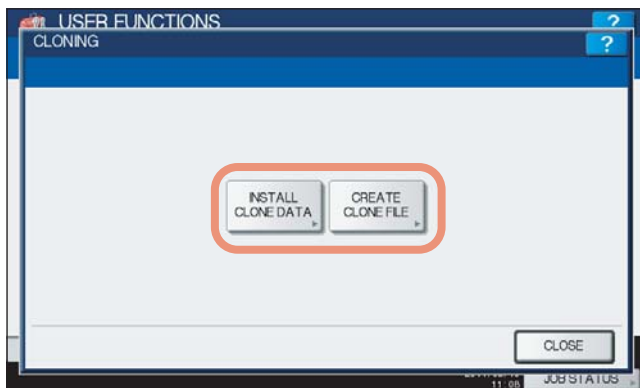 USER FUNCTIONS
?
CLONING
?
INSTALL
CLONE DATA
CREATE
CLONE FILE
CLOSE
11:08
JOB STATUS